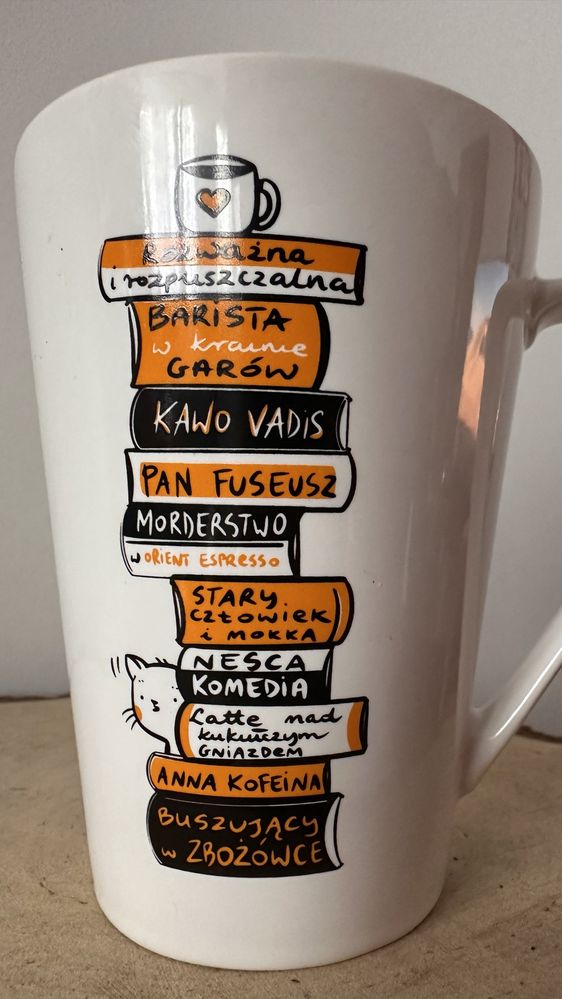 Rozważna
i rozpuszczalna
BARISTA
w krainie
GARÓW
KAWO VADIS
PAN FUSEUSZ
MORDERSTWO
W ORIENT ESPRESSO
STARY
CZŁOWIEK
i MOKKA
NESCA
KOMEDIA
Latte nad
kukułczym
GNIAZDEM
ANNA KOFEINA
BUSZUJĄCY
w ZBOŻÓWCE